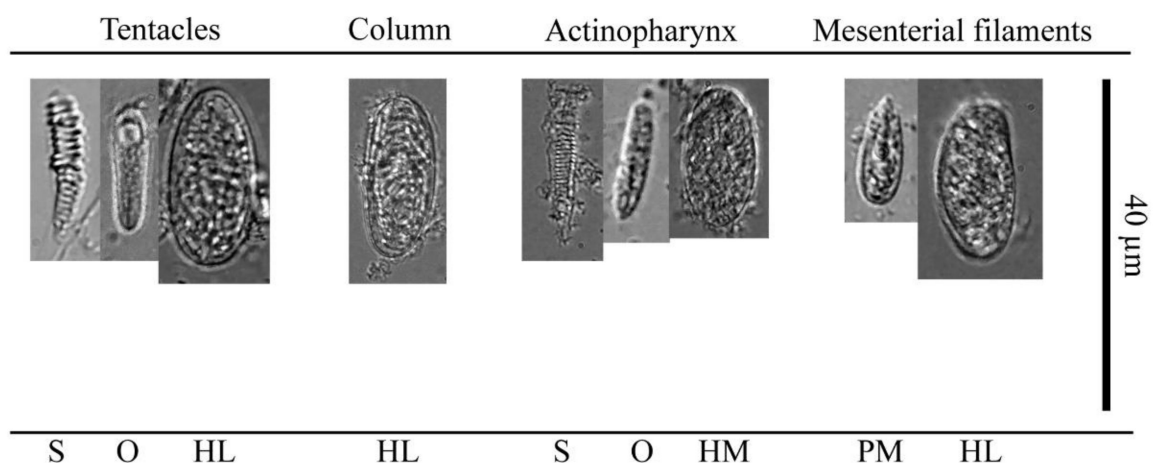 Tentacles Column Actinopharynx Mesenterial filaments
40 µm
S O HL HL S O HM PM HL